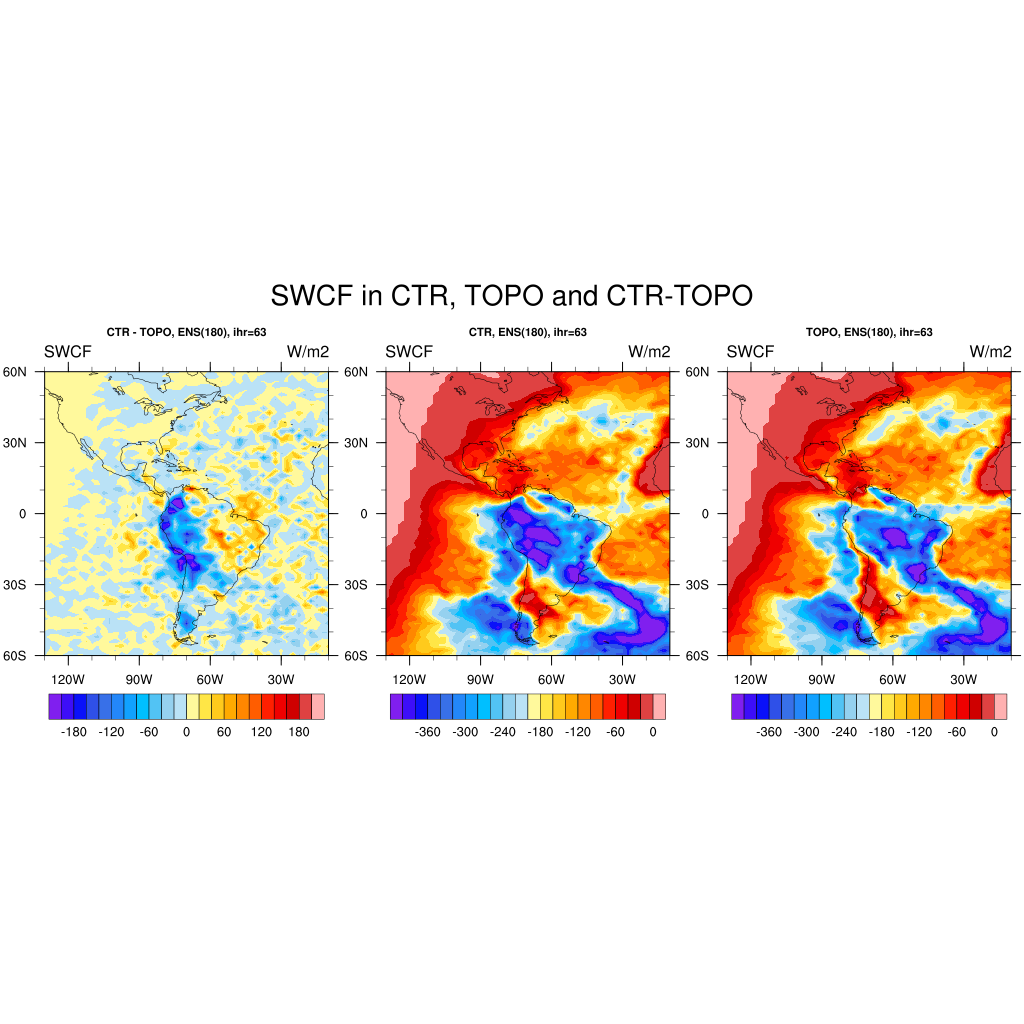 SWCF in CTR, TOPO and CTR-TOPO
CTR - TOPO, ENS(180), ihr=63
SWCF W/m2
60N
30N
0
30S
60S
120W 90W 60W 30W
-180 -120 -60 0 60 120 180
CTR, ENS(180), ihr=63
SWCF W/m2
60N
30N
0
30S
60S
120W 90W 60W 30W
-360 -300 -240 -180 -120 -60 0
TOPO, ENS(180), ihr=63
SWCF W/m2
60N
30N
0
30S
60S
120W 90W 60W 30W
-360 -300 -240 -180 -120 -60 0